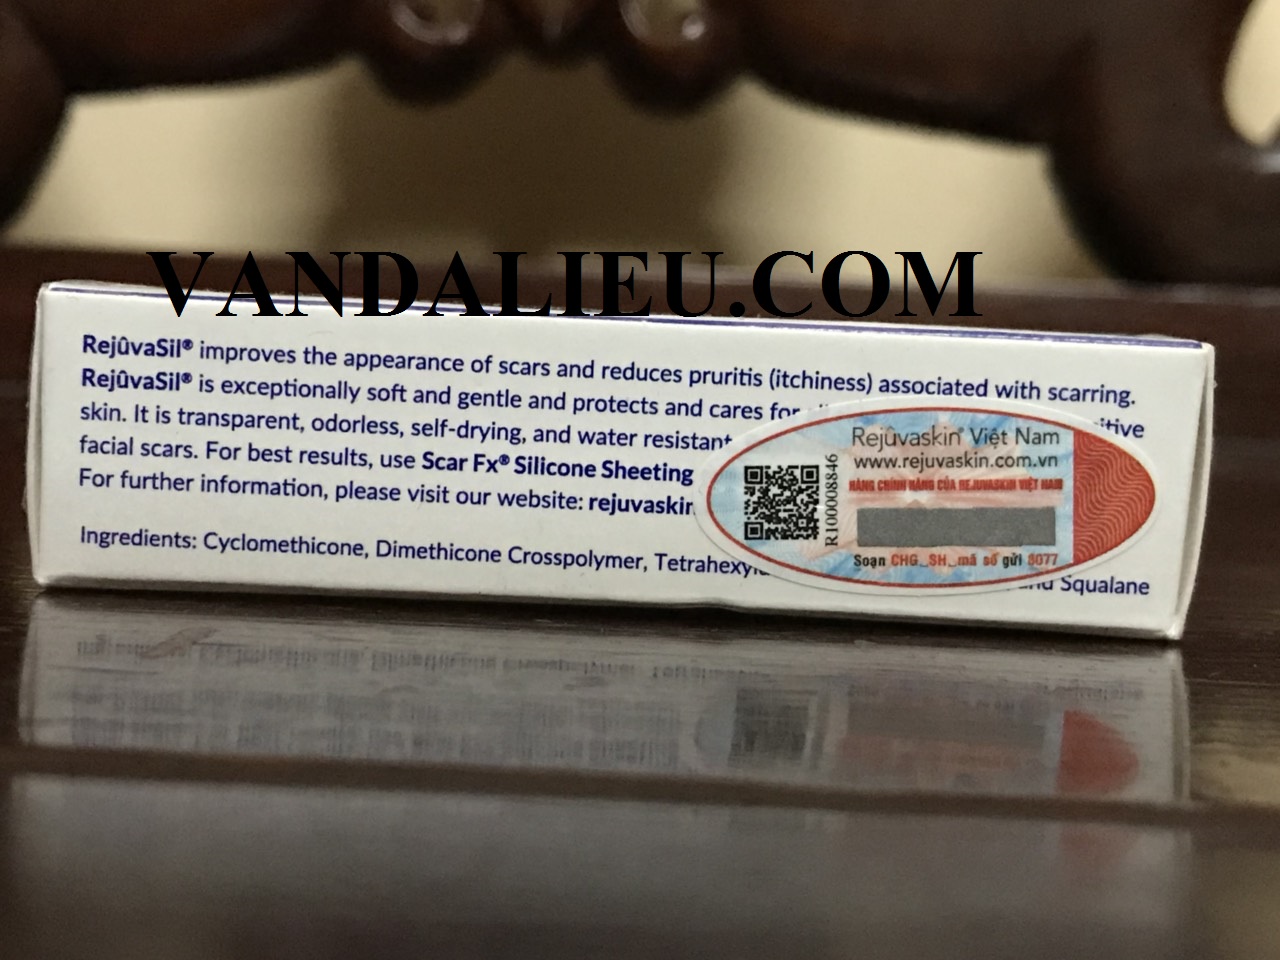 VANDALIEU.COM
RejûvaSil® improves the appearance of scars and reduces pruritis (itchiness) associated with scarring.
RejûvaSil® is exceptionally soft and gentle and protects and cares for
skin. It is transparent, odorless, self-drying, and water resistant
facial scars. For best results, use Scar Fx® Silicone Sheeting
For further information, please visit our website: rejuvaskin
Ingredients: Cyclomethicone, Dimethicone Crosspolymer, Squalane
Rejûvaskin® Việt Nam
www.rejuvaskin.com.vn
HÀNG CHÍNH HÃNG CỦA REJUVASKIN VIỆT NAM
Soạn CHG_SH_mã số gửi 8077
R100008846